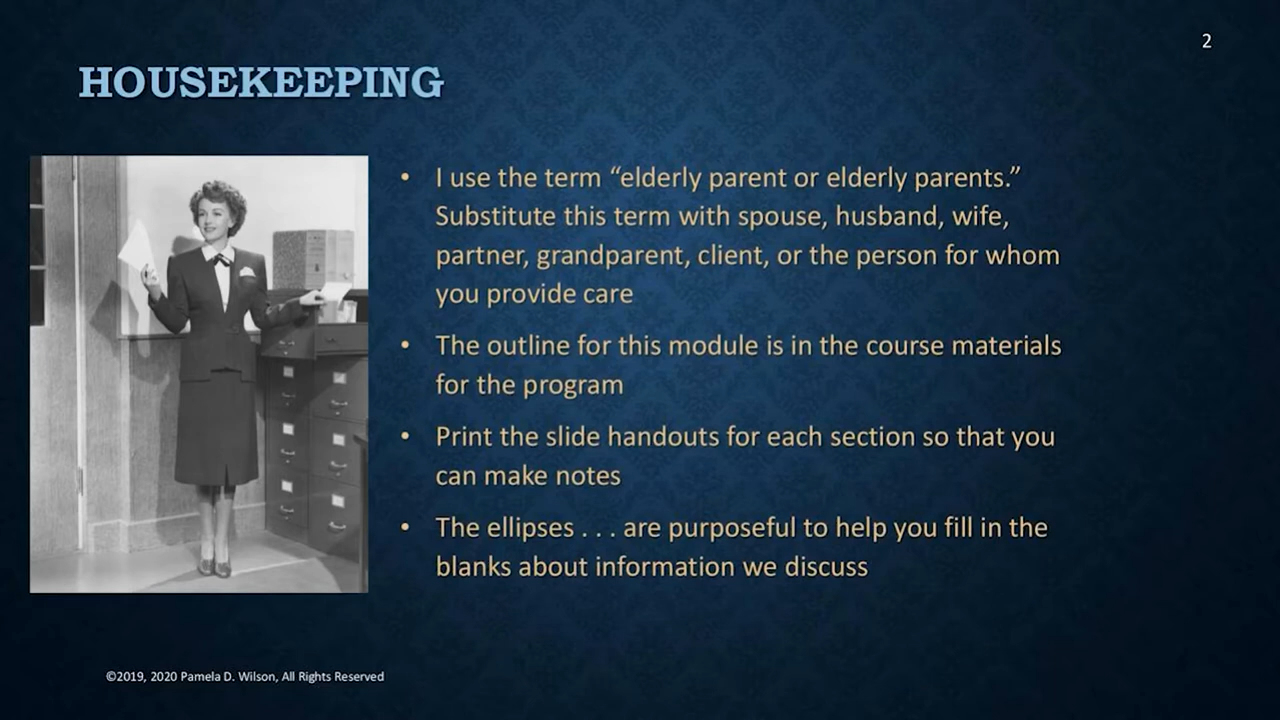 2
HOUSEKEEPING
• I use the term “elderly parent or elderly parents.”
Substitute this term with spouse, husband, wife,
partner, grandparent, client, or the person for whom
you provide care
• The outline for this module is in the course materials
for the program
• Print the slide handouts for each section so that you
can make notes
• The ellipses . . . are purposeful to help you fill in the
blanks about information we discuss
©2019, 2020 Pamela D. Wilson, All Rights Reserved